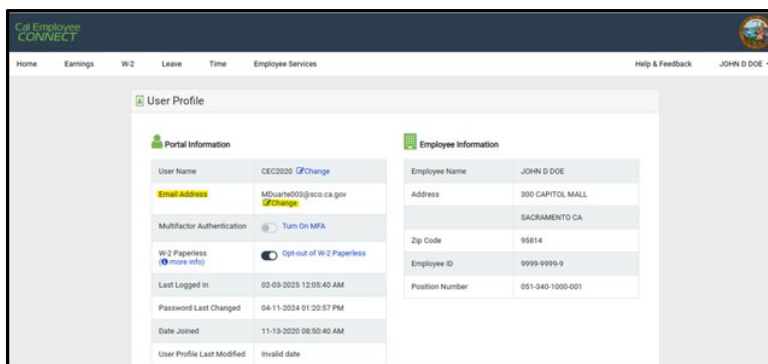 Cal Employee
CONNECT
Home Earnings W-2 Leave Time Employee Services Help & Feedback JOHN D DOE
User Profile
Portal Information
User Name CEC2020 Change
Email Address MDuarte003@sco.ca.gov
Change
Multifactor Authentication Turn On MFA
W-2 Paperless Opt-out of W-2 Paperless
(more info)
Last Logged In 02-03-2025 12:05:40 AM
Password Last Changed 04-11-2024 01:20:57 PM
Date Joined 11-13-2020 08:50:40 AM
User Profile Last Modified Invalid date
Employee Information
Employee Name JOHN D DOE
Address 300 CAPITOL MALL
SACRAMENTO CA
Zip Code 95814
Employee ID 9999-9999-9
Position Number 051-340-1000-001